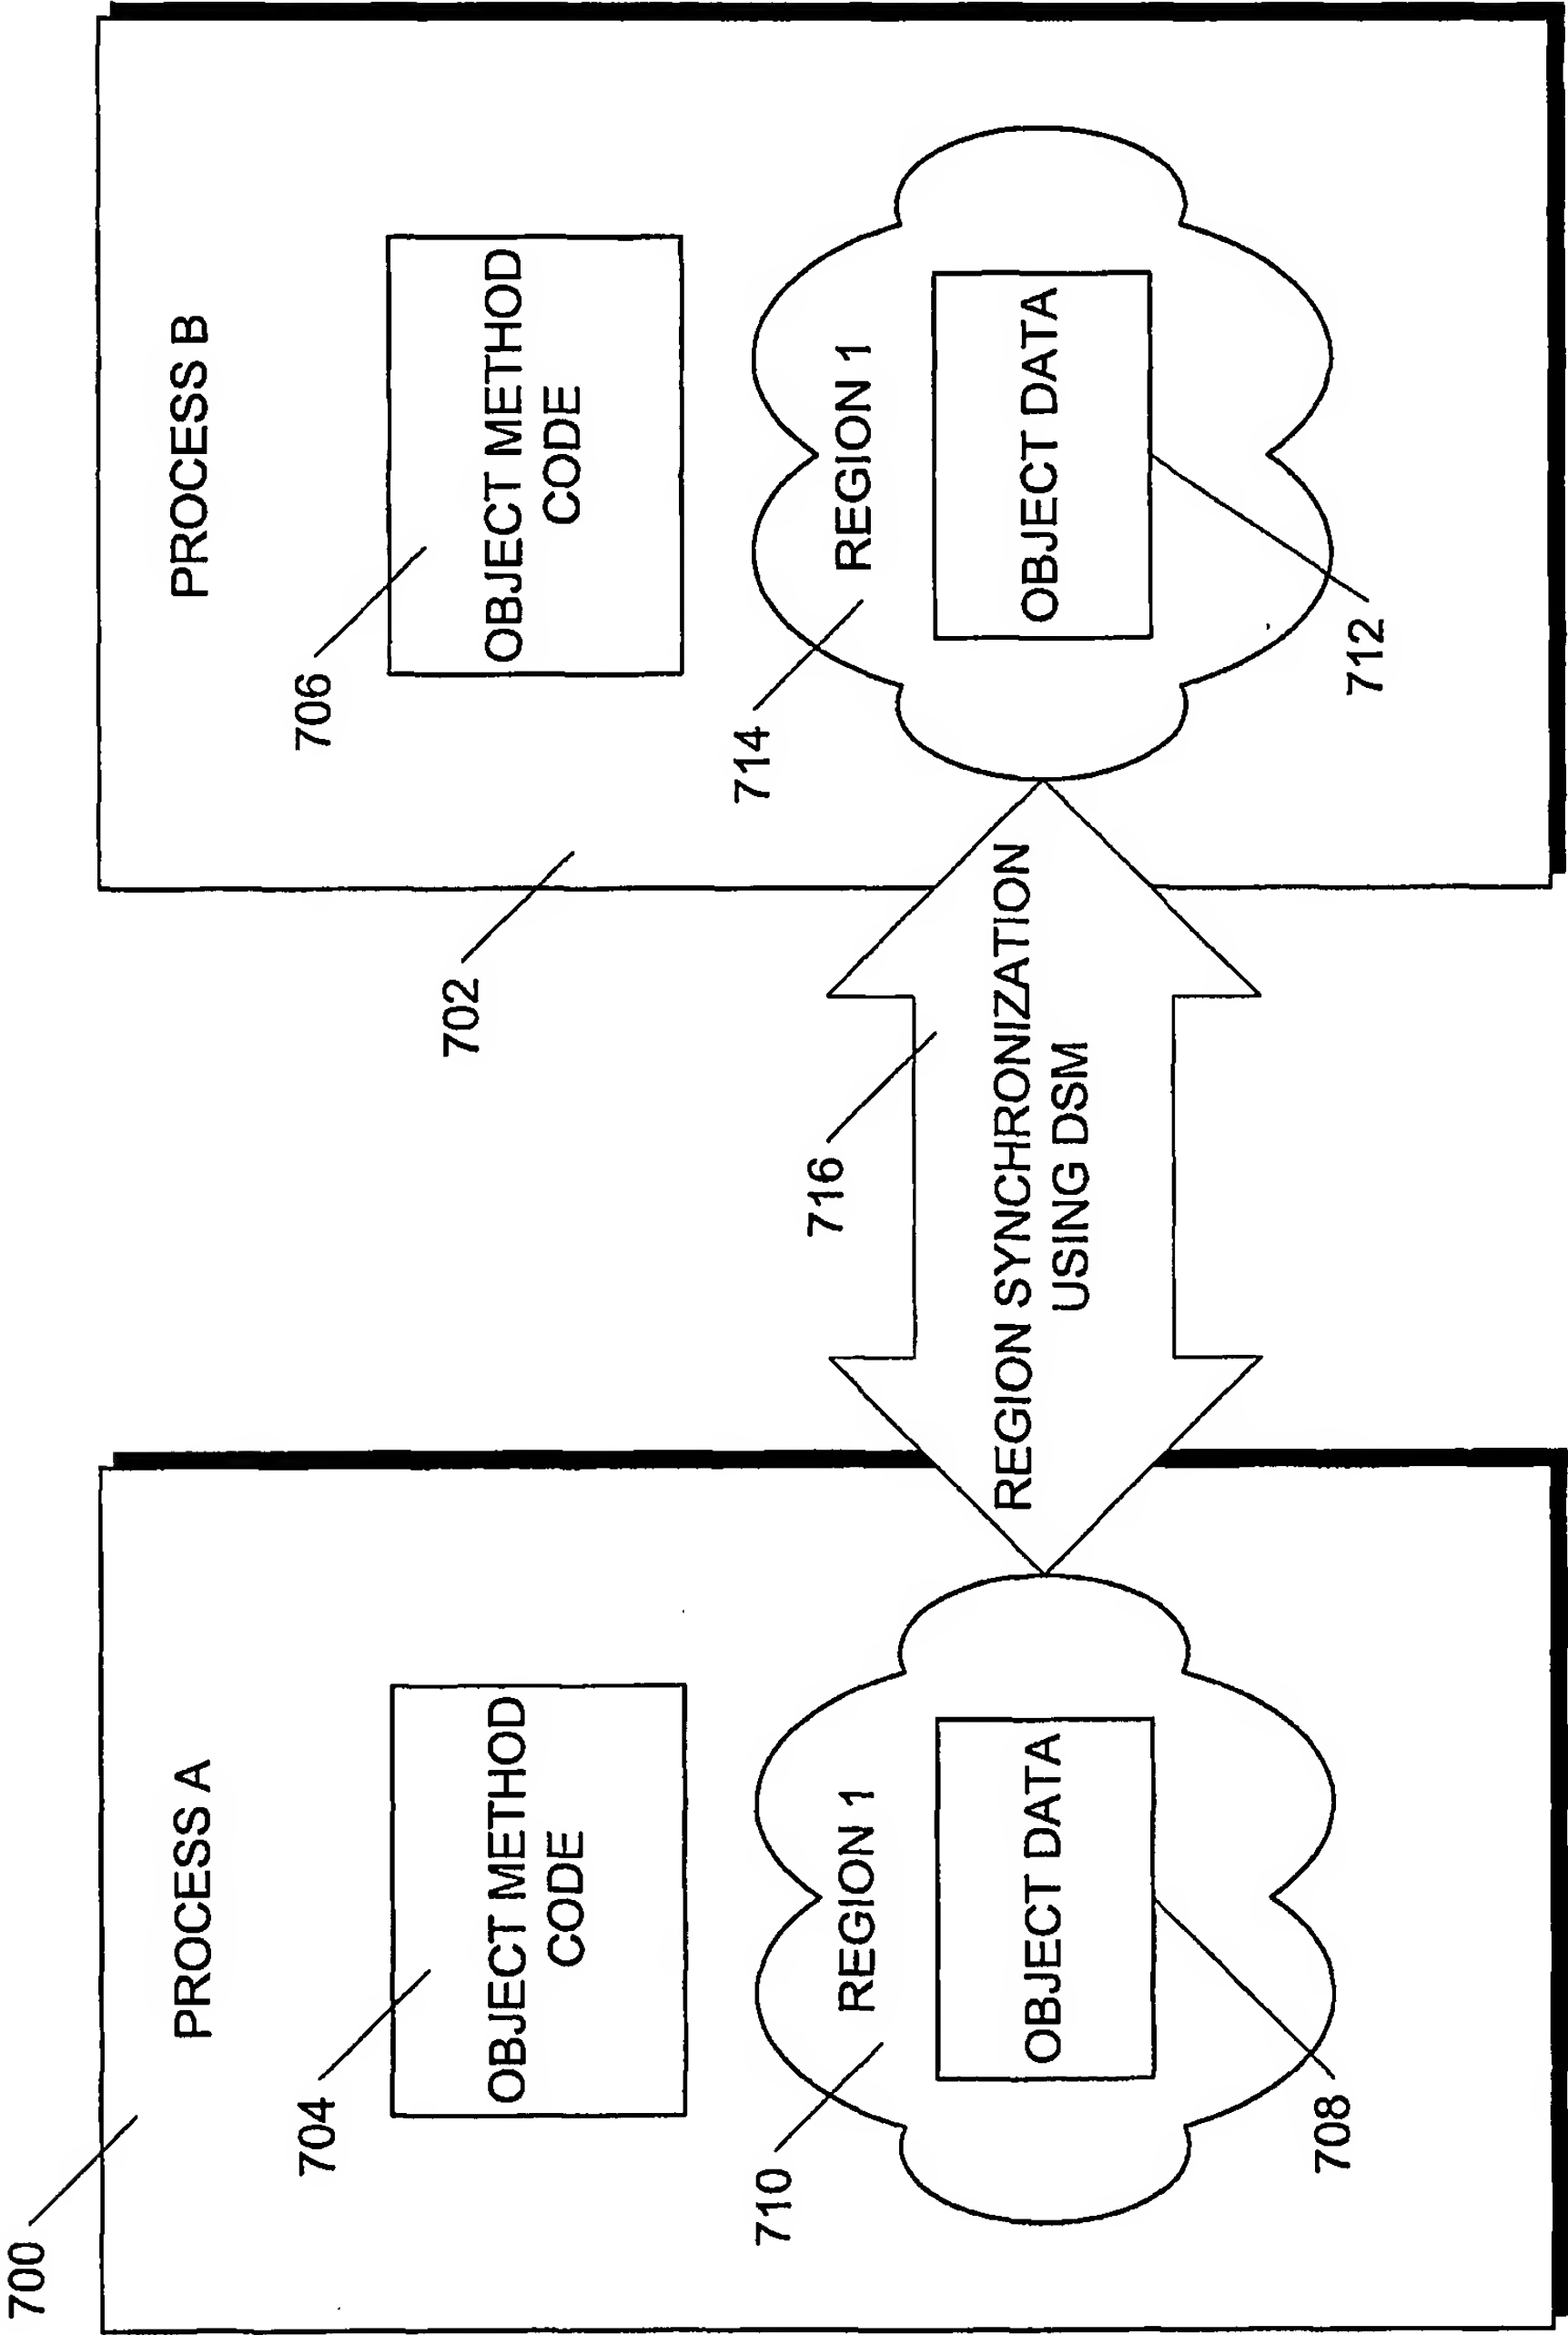 700
PROCESS A
704
OBJECT METHOD
CODE
710
REGION 1
OBJECT DATA
708
702
716
REGION SYNCHRONIZATION
USING DSM
PROCESS B
706
OBJECT METHOD
CODE
714
REGION 1
OBJECT DATA
712